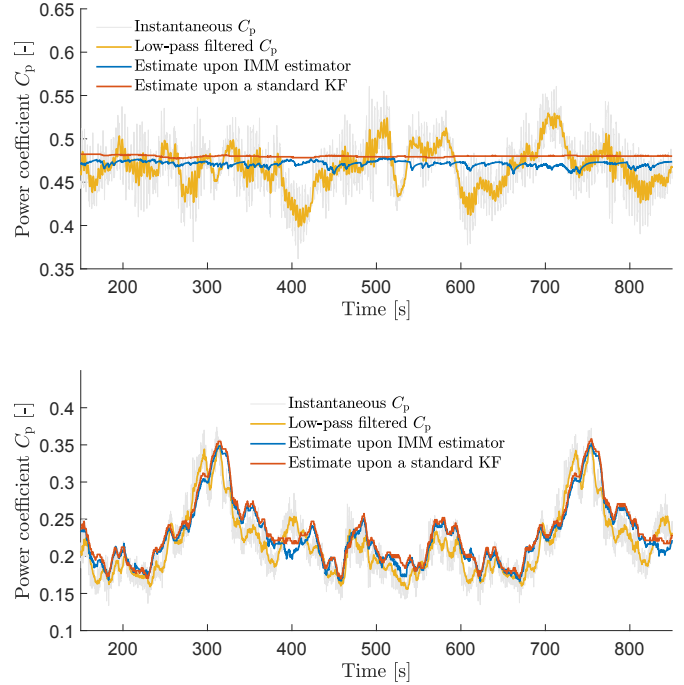 0.65
0.6
0.55
0.5
0.45
0.4
0.35
Power coefficient Cₚ [-]
Instantaneous Cₚ
Low-pass filtered Cₚ
Estimate upon IMM estimator
Estimate upon a standard KF
200 300 400 500 600 700 800
Time [s]
0.4
0.35
0.3
0.25
0.2
0.15
0.1
Power coefficient Cₚ [-]
Instantaneous Cₚ
Low-pass filtered Cₚ
Estimate upon IMM estimator
Estimate upon a standard KF
200 300 400 500 600 700 800
Time [s]